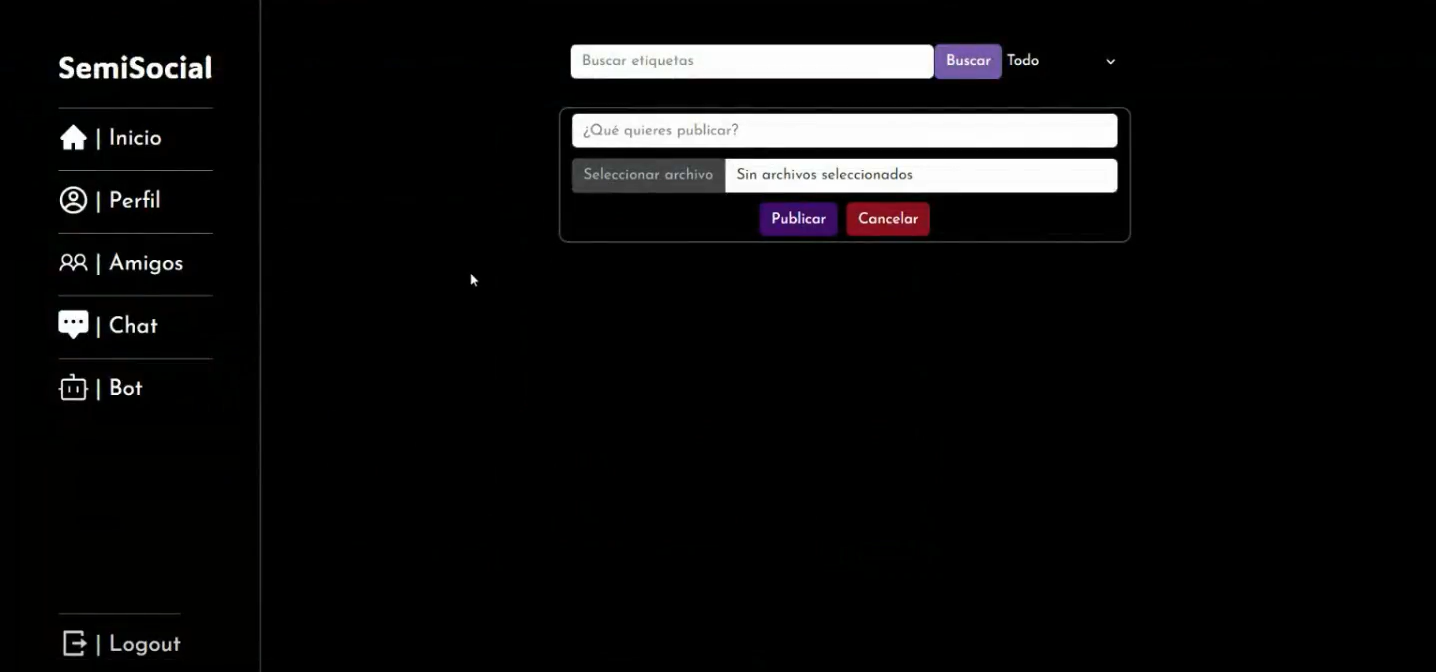 SemiSocial
| Inicio
| Perfil
| Amigos
| Chat
| Bot
| Logout
Buscar etiquetas Buscar Todo
¿Qué quieres publicar?
Seleccionar archivo Sin archivos seleccionados
Publicar Cancelar